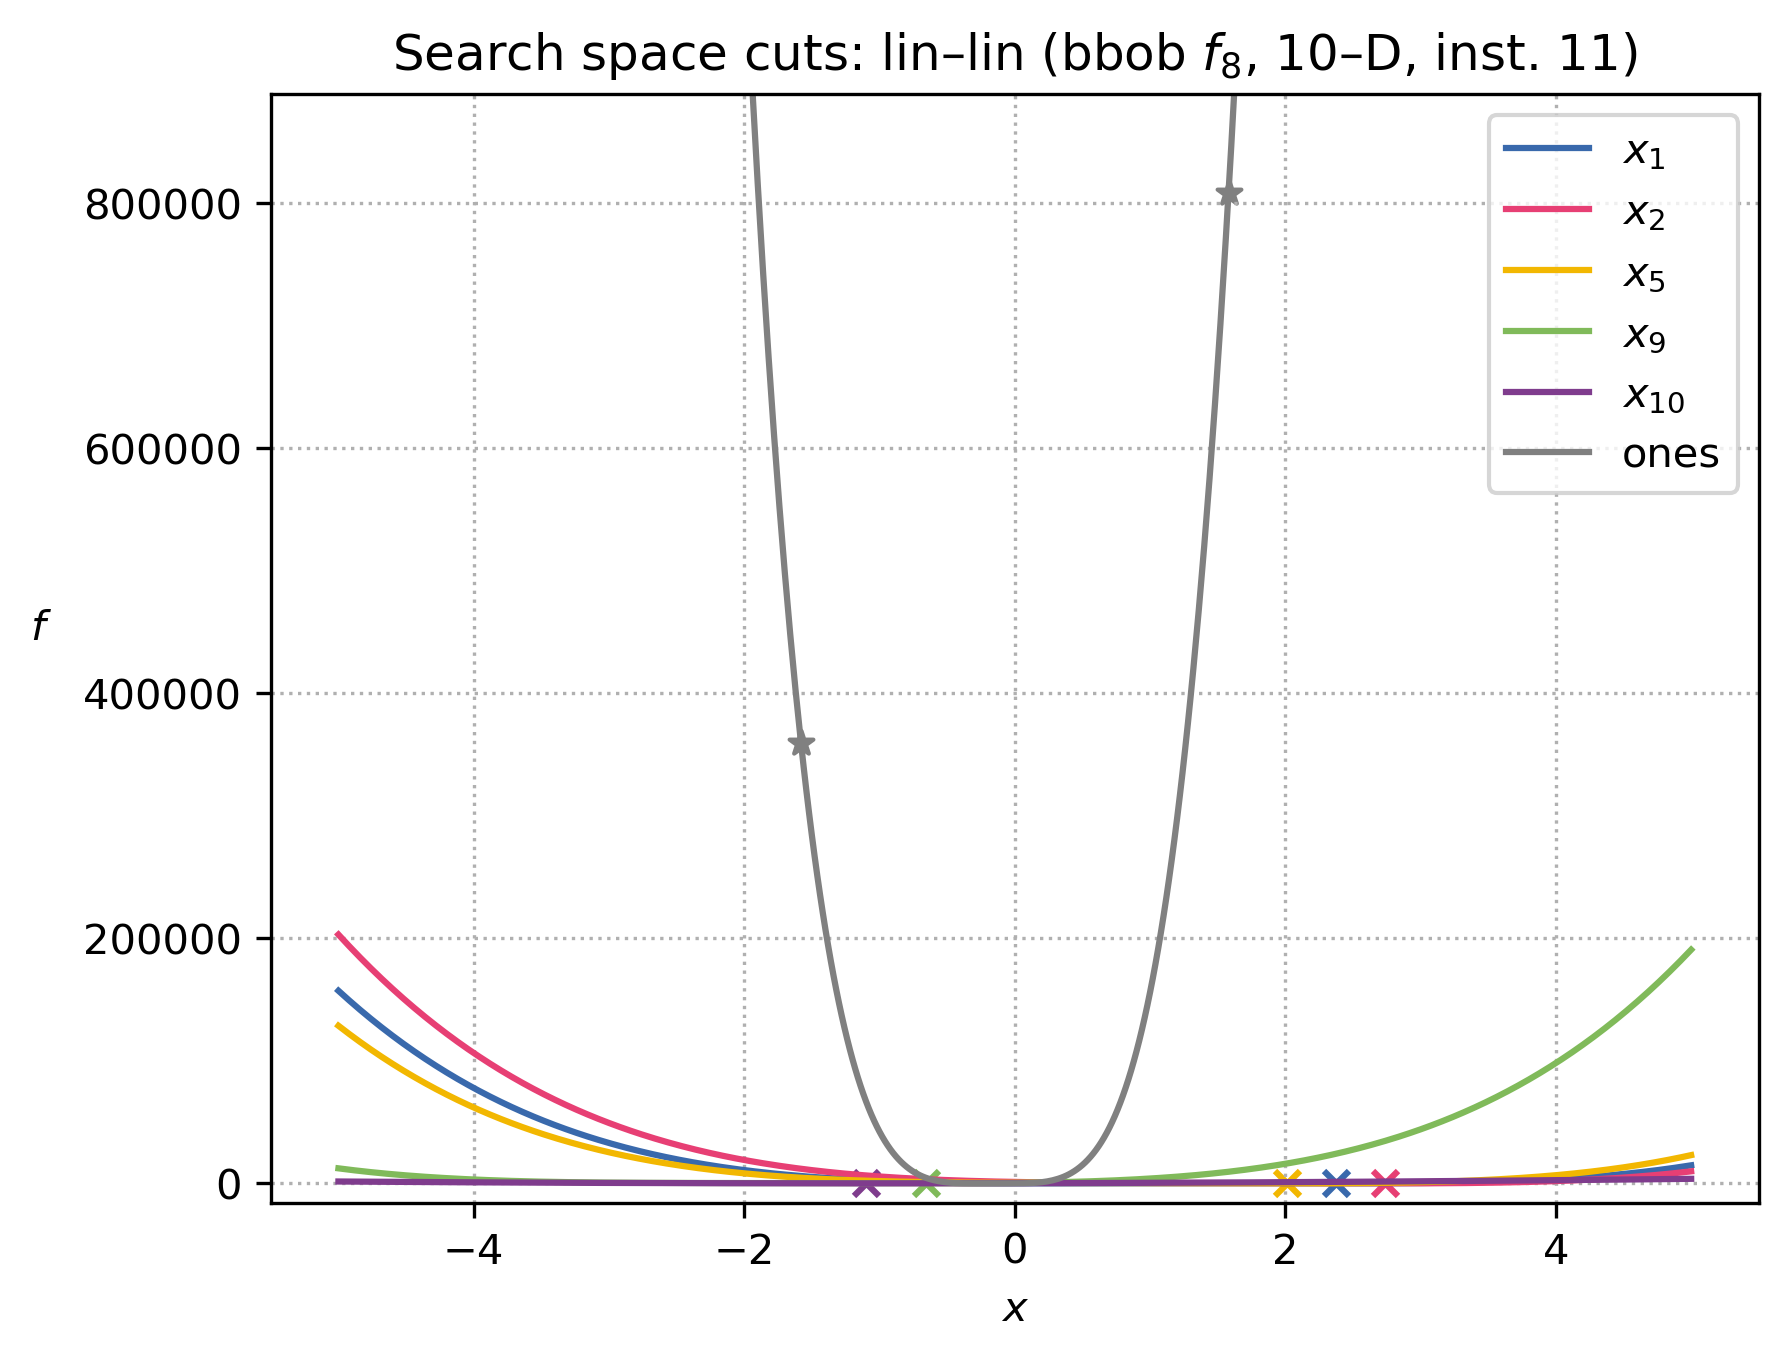 Search space cuts: lin–lin (bbob f₈, 10–D, inst. 11)
x₁
x₂
x₅
x₉
x₁₀
ones
800000
600000
400000
200000
0
f
−4 −2 0 2 4
x